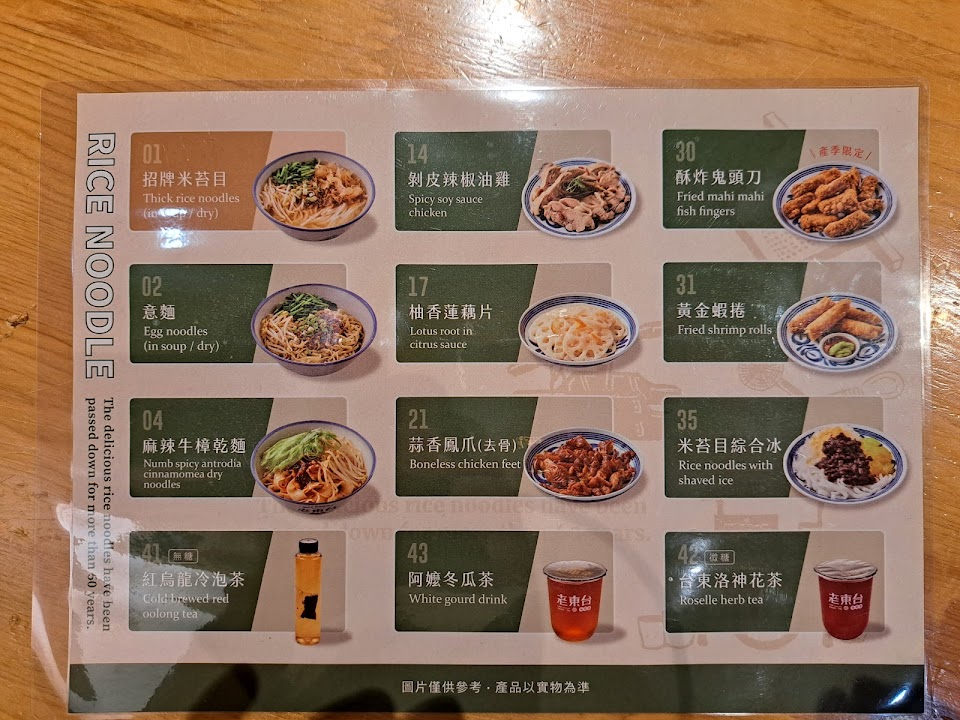 RICE NOODLE
The delicious rice noodles have been
passed down for more than 60 years.
01
招牌米苔目
Thick rice noodles
(in soup / dry)
14
剝皮辣椒油雞
Spicy soy sauce
chicken
30
產季限定
酥炸鬼頭刀
Fried mahi mahi
fish fingers
02
意麵
Egg noodles
(in soup / dry)
17
柚香蓮藕片
Lotus root in
citrus sauce
31
黃金蝦捲
Fried shrimp rolls
04
麻辣牛樟乾麵
Numb spicy antrodia
cinnamomea dry
noodles
21
蒜香鳳爪(去骨)
Boneless chicken feet
35
米苔目綜合冰
Rice noodles with
shaved ice
41 無糖
紅烏龍冷泡茶
Cold brewed red
oolong tea
43
阿嬤冬瓜茶
White gourd drink
老東台
42 微糖
台東洛神花茶
Roselle herb tea
老東台
圖片僅供參考・產品以實物為準